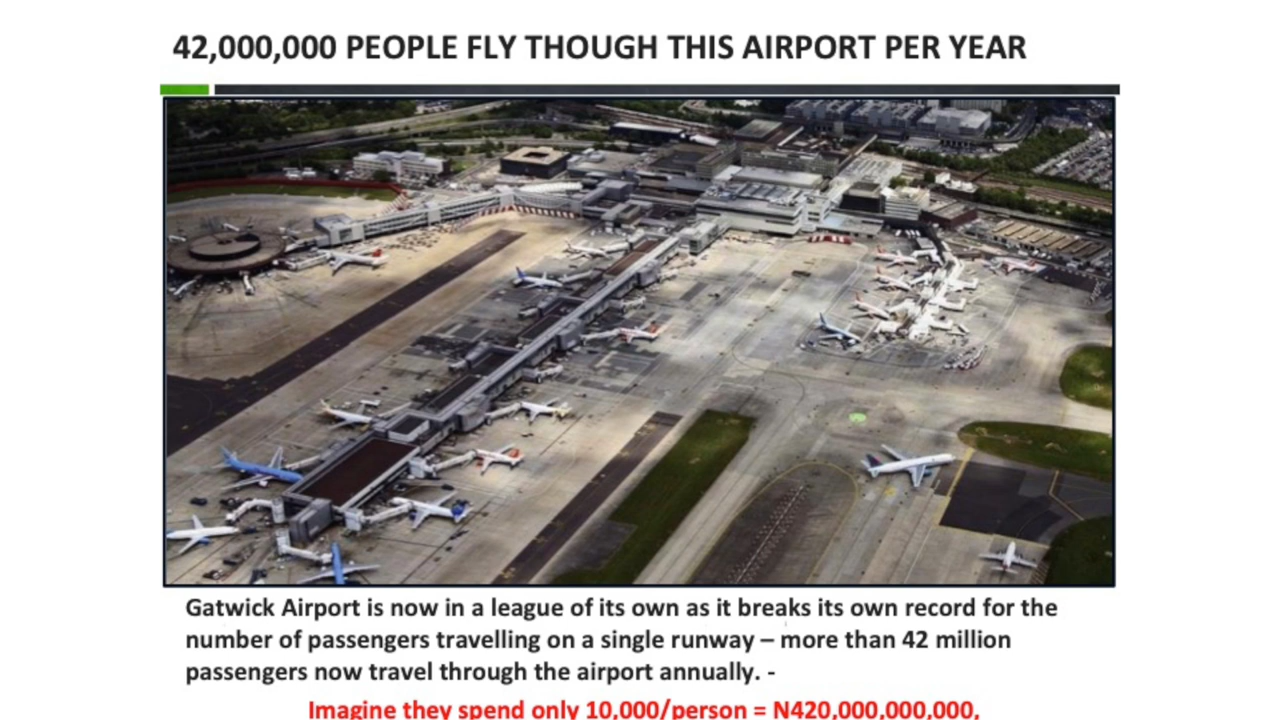 42,000,000 PEOPLE FLY THOUGH THIS AIRPORT PER YEAR
Gatwick Airport is now in a league of its own as it breaks its own record for the
number of passengers travelling on a single runway – more than 42 million
passengers now travel through the airport annually. -
Imagine they spend only 10,000/person = N420,000,000,000,